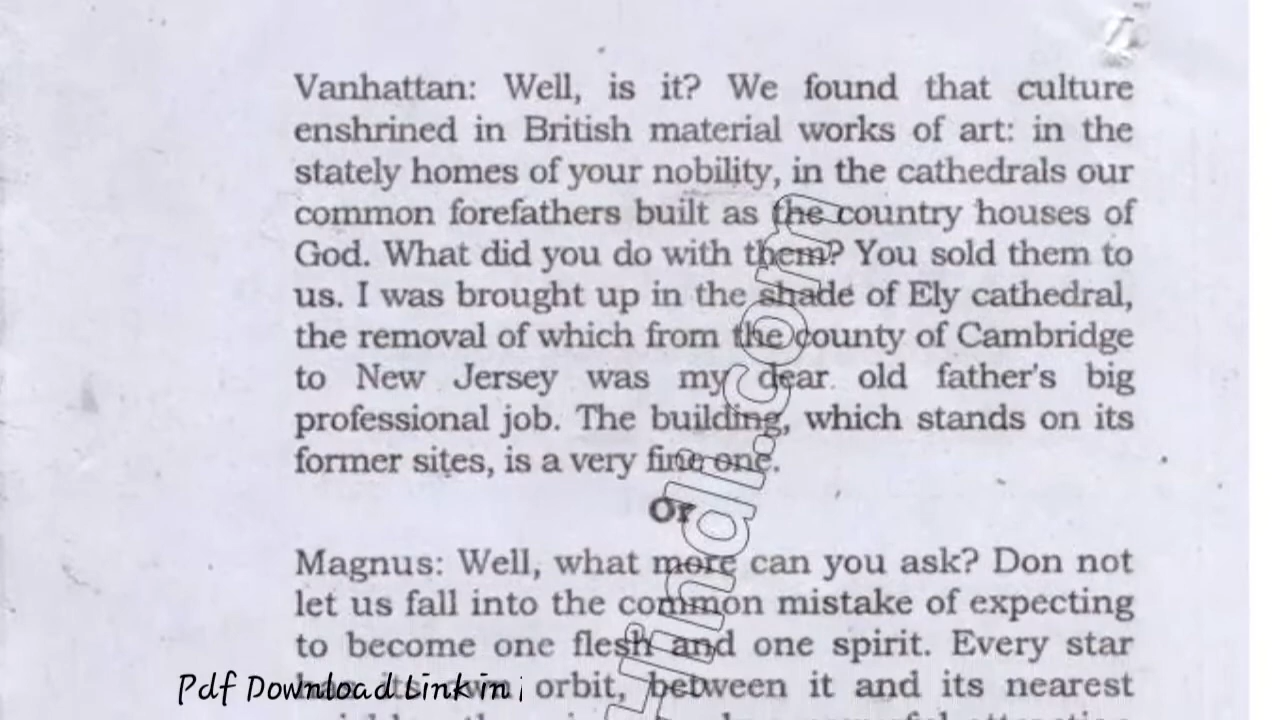 Vanhattan: Well, is it? We found that culture
enshrined in British material works of art: in the
stately homes of your nobility, in the cathedrals our
common forefathers built as the country houses of
God. What did you do with them? You sold them to
us. I was brought up in the shade of Ely cathedral,
the removal of which from the county of Cambridge
to New Jersey was my dear old father's big
professional job. The building, which stands on its
former sites, is a very fine one.
Or
Magnus: Well, what more can you ask? Don not
let us fall into the common mistake of expecting
to become one flesh and one spirit. Every star
orbit, between it and its nearest
Pdf Download Link in
Hindi.com